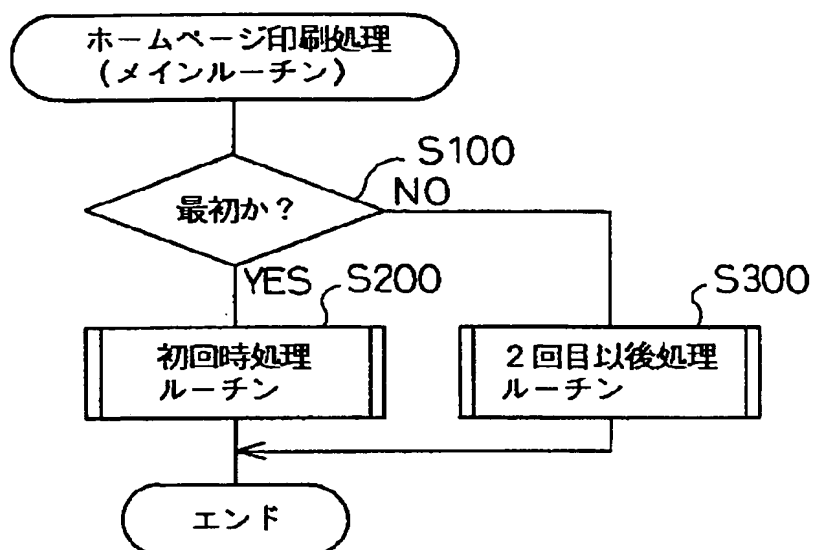 ホームページ印刷処理
(メインルーチン)
S100
最初か?
NO
YES
S200
S300
初回時処理
ルーチン
2回目以後処理
ルーチン
エンド